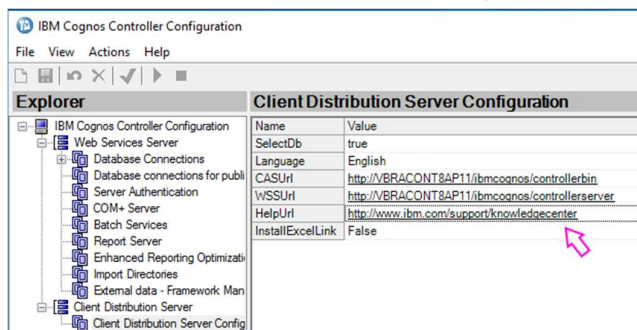 IBM Cognos Controller Configuration
File View Actions Help
Explorer
Client Distribution Server Configuration
IBM Cognos Controller Configuration
Web Services Server
Database Connections
Database connections for publi
Server Authentication
COM+ Server
Batch Services
Report Server
Enhanced Reporting Optimizati
Import Directories
External data - Framework Man
Client Distribution Server
Client Distribution Server Config
Name Value
SelectDb true
Language English
CASUrl http://VBRACONT8AP11/ibmcognos/controllerbin
WSSUrl http://VBRACONT8AP11/ibmcognos/controllerserver
HelpUrl http://www.ibm.com/support/knowledgecenter
InstallExcelLink False